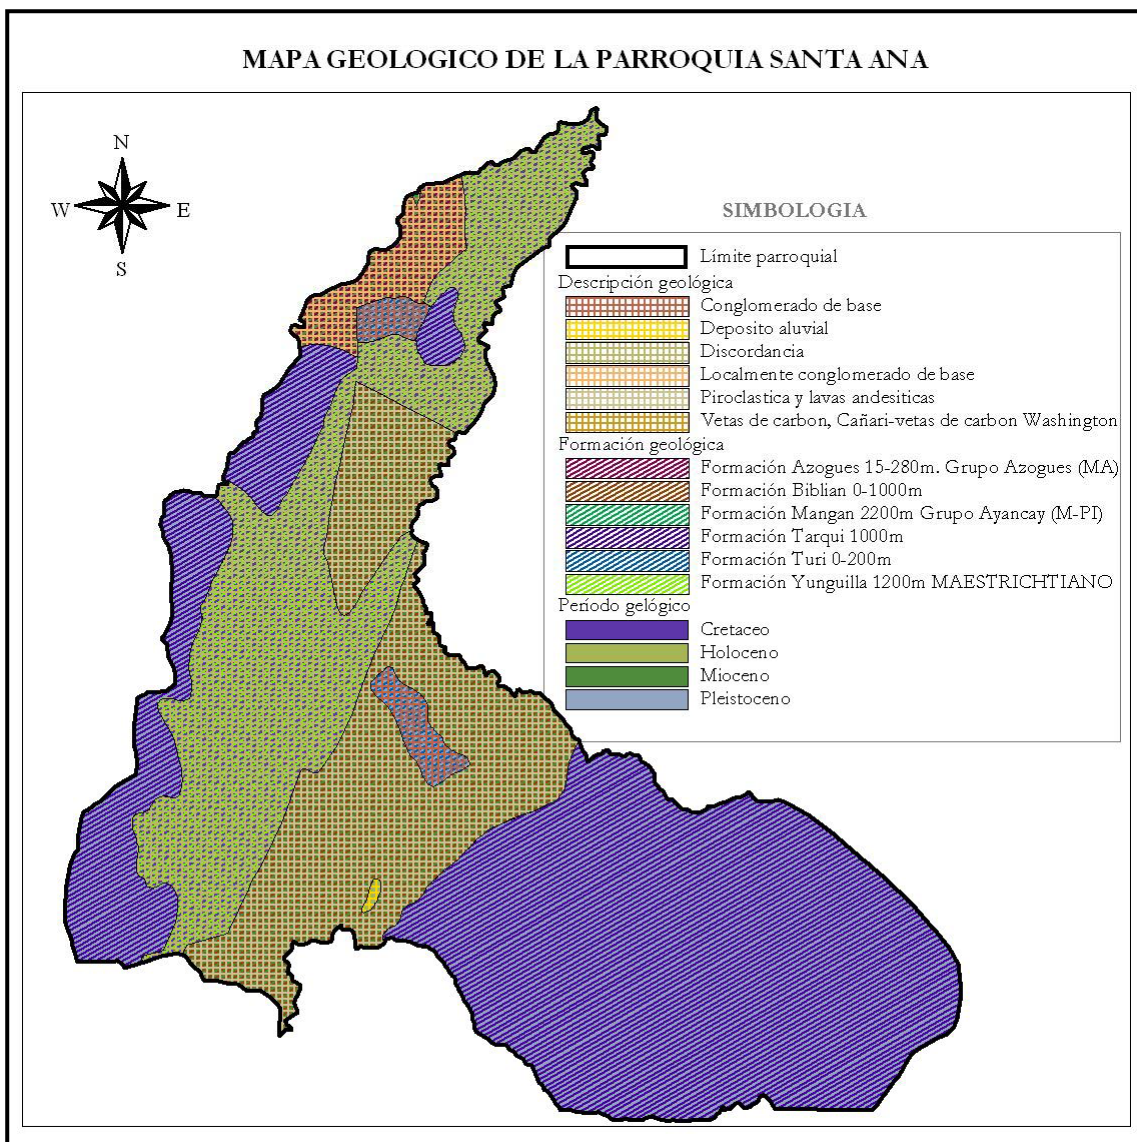 MAPA GEOLOGICO DE LA PARROQUIA SANTA ANA
N
W E
S
SIMBOLOGIA
Límite parroquial
Descripción geológica
Conglomerado de base
Deposito aluvial
Discordancia
Localmente conglomerado de base
Piroclastica y lavas andesiticas
Vetas de carbon, Cañari-vetas de carbon Washington
Formación geológica
Formación Azogues 15-280m. Grupo Azogues (MA)
Formación Biblian 0-1000m
Formación Mangan 2200m Grupo Ayancay (M-PI)
Formación Tarqui 1000m
Formación Turi 0-200m
Formación Yunguilla 1200m MAESTRICHTIANO
Período gelógico
Cretaceo
Holoceno
Mioceno
Pleistoceno